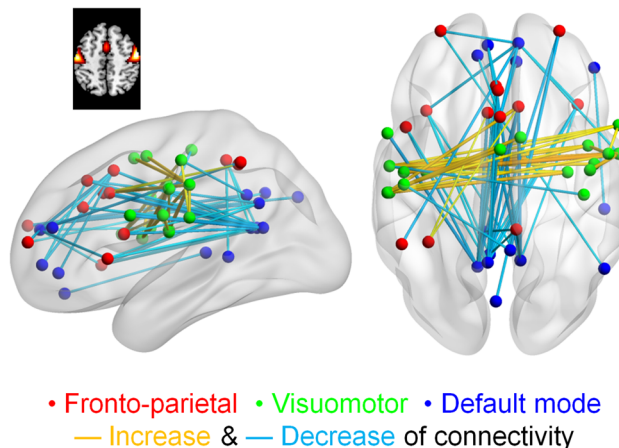 • Fronto-parietal • Visuomotor • Default mode
— Increase & — Decrease of connectivity